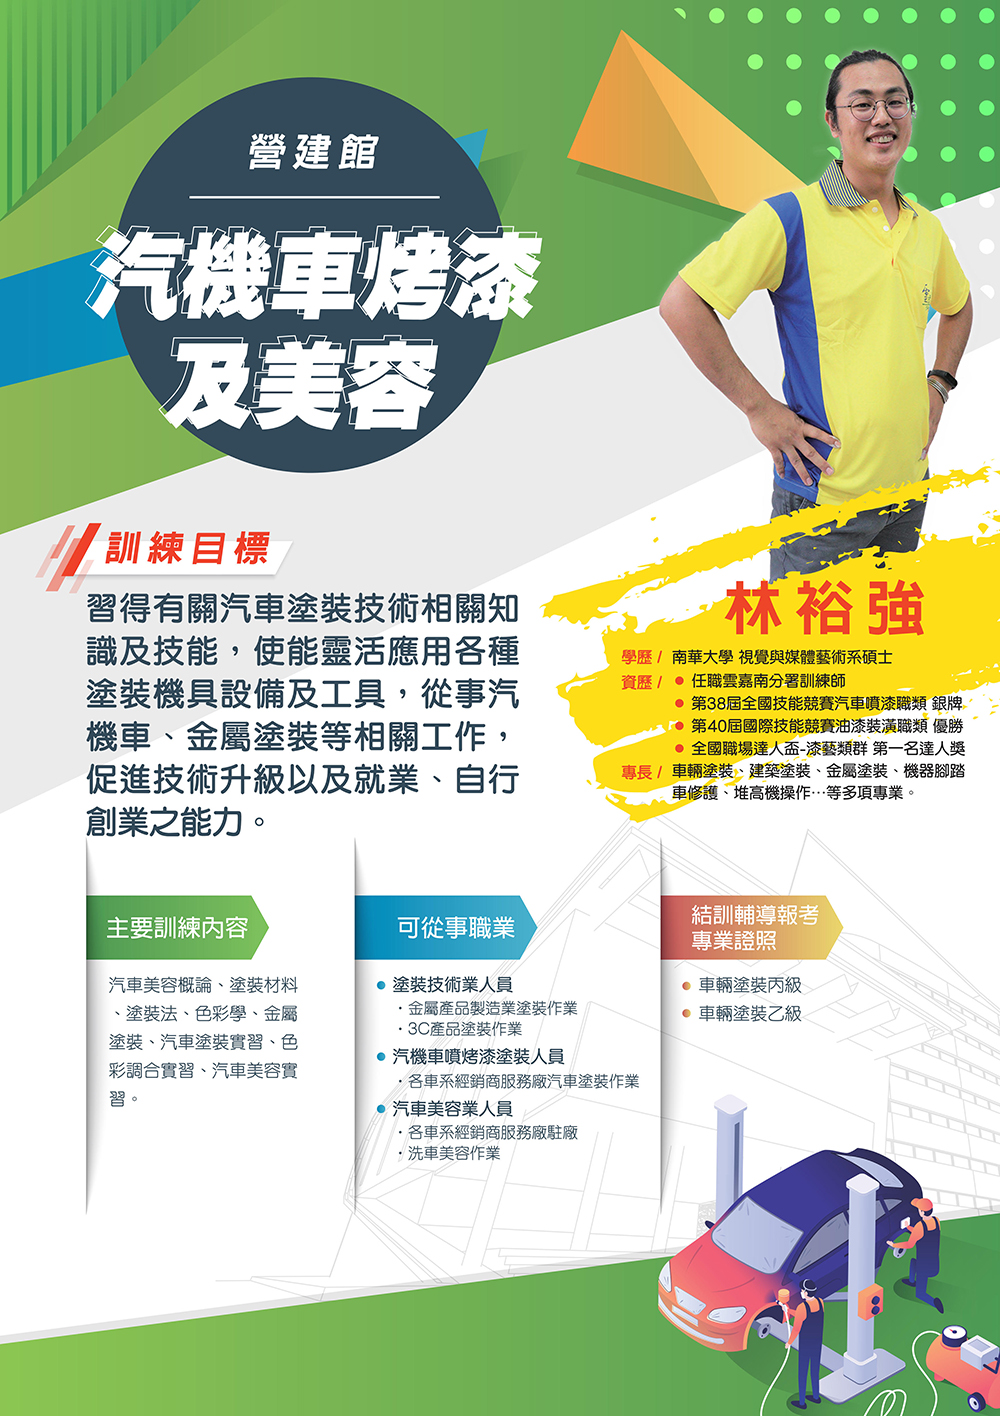 營建館
汽機車烤漆
及美容
訓練目標
習得有關汽車塗裝技術相關知
識及技能，使能靈活應用各種
塗裝機具設備及工具，從事汽
機車、金屬塗裝等相關工作，
促進技術升級以及就業、自行
創業之能力。
林裕強
學歷 / 南華大學 視覺與媒體藝術系碩士
資歷 / ● 任職雲嘉南分署訓練師
● 第38屆全國技能競賽汽車噴漆職類 銀牌
● 第40屆國際技能競賽油漆裝潢職類 優勝
● 全國職場達人盃-漆藝類群 第一名達人獎
專長 / 車輛塗裝、建築塗裝、金屬塗裝、機器腳踏
車修護、堆高機操作…等多項專業。
主要訓練內容
汽車美容概論、塗裝材料
、塗裝法、色彩學、金屬
塗裝、汽車塗裝實習、色
彩調合實習、汽車美容實
習。
可從事職業
● 塗裝技術業人員
・金屬產品製造業塗裝作業
・3C產品塗裝作業
● 汽機車噴烤漆塗裝人員
・各車系經銷商服務廠汽車塗裝作業
● 汽車美容業人員
・各車系經銷商服務廠駐廠
・洗車美容作業
結訓輔導報考
專業證照
● 車輛塗裝丙級
● 車輛塗裝乙級